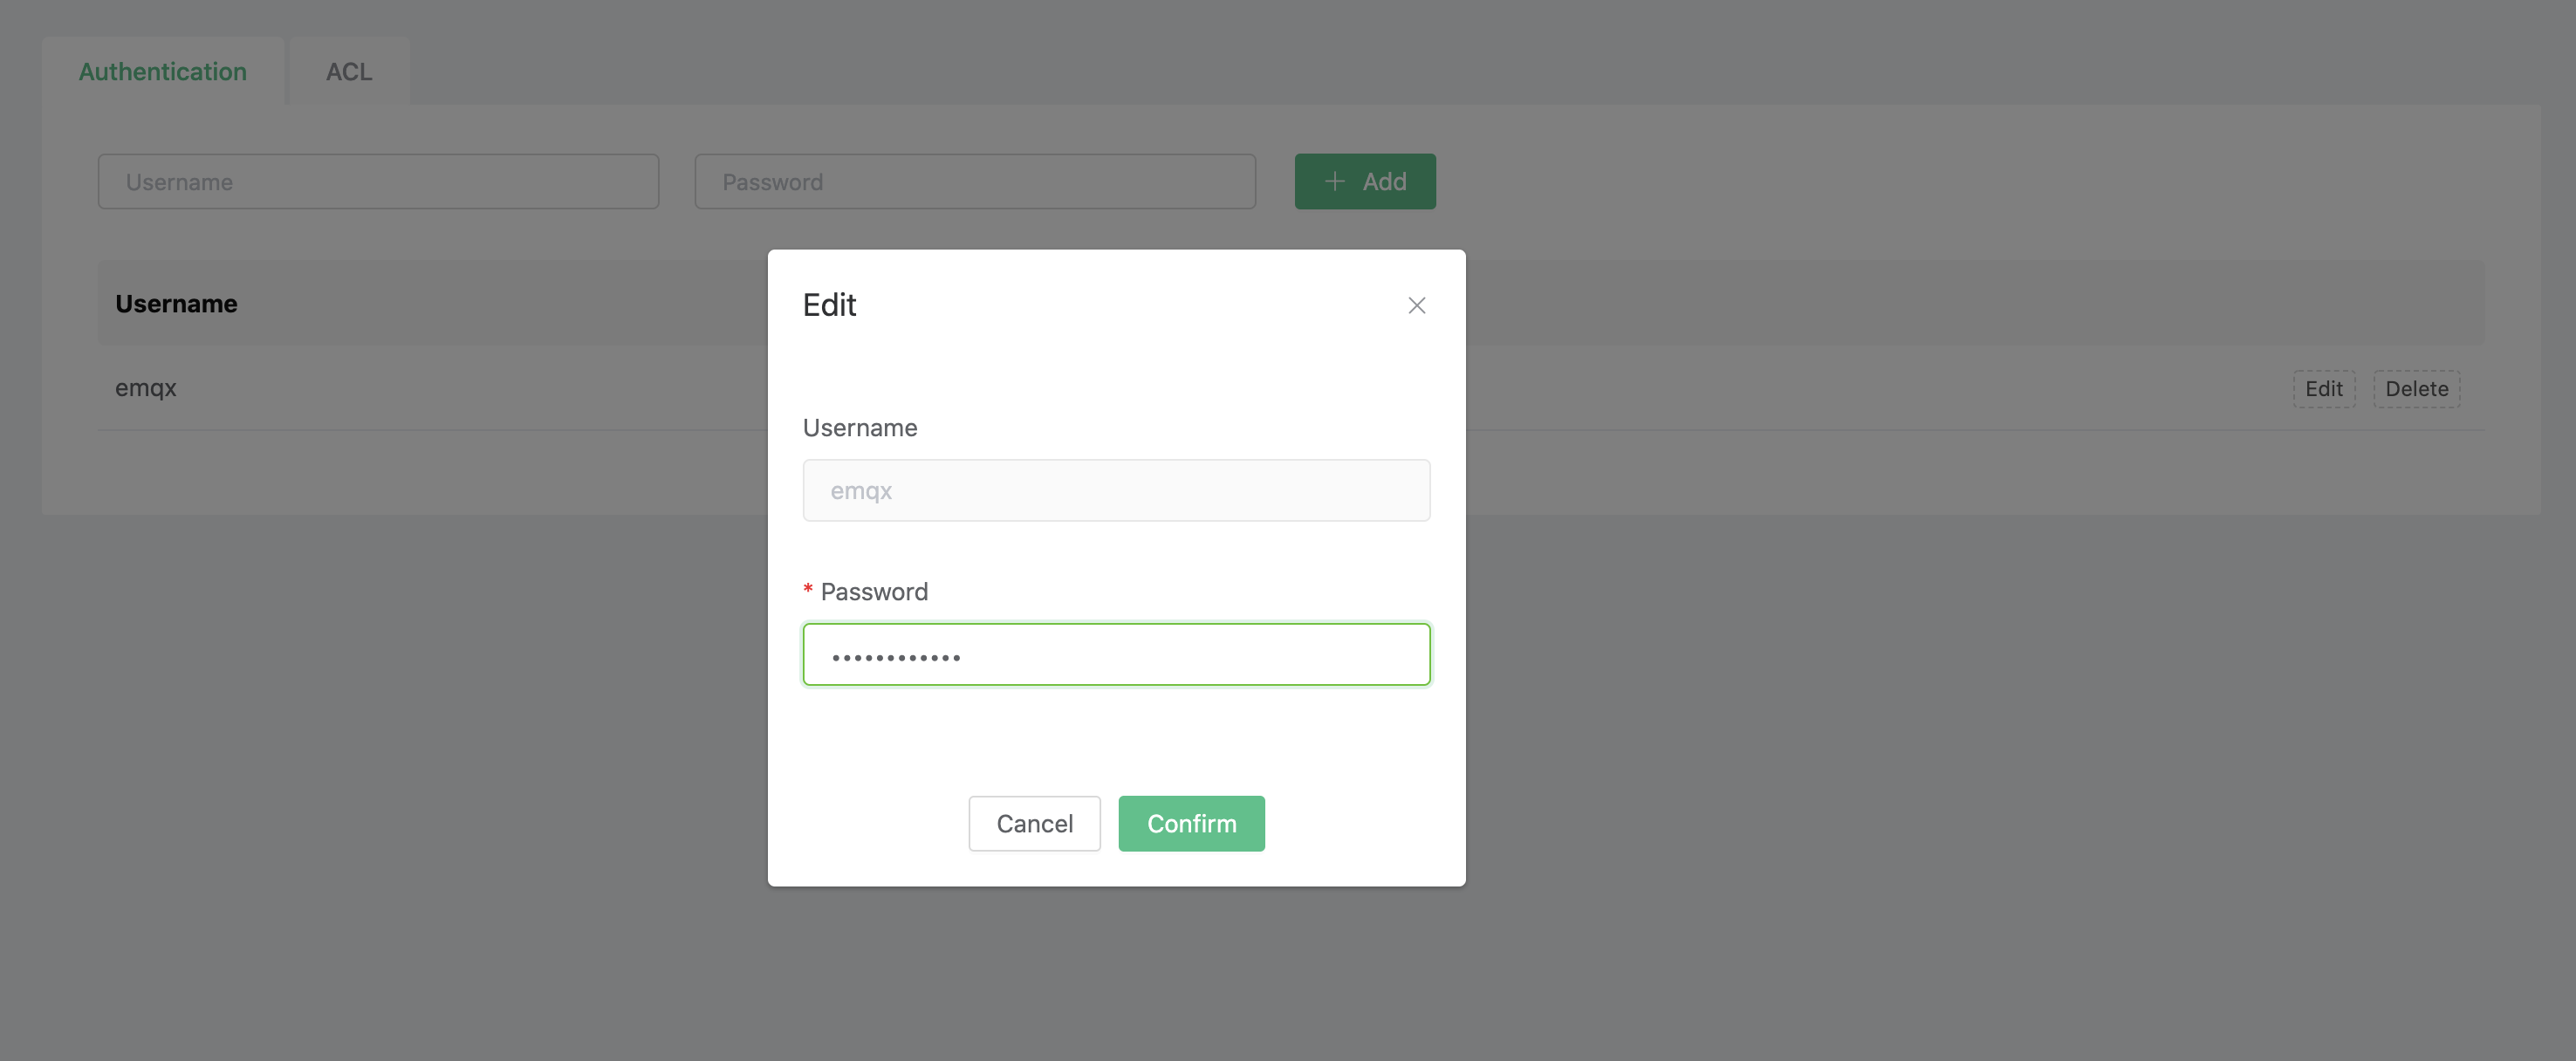 Authentication ACL
Username Password + Add
Username
emqx Edit Delete
Edit
Username
emqx
* Password
••••••••••••
Cancel Confirm